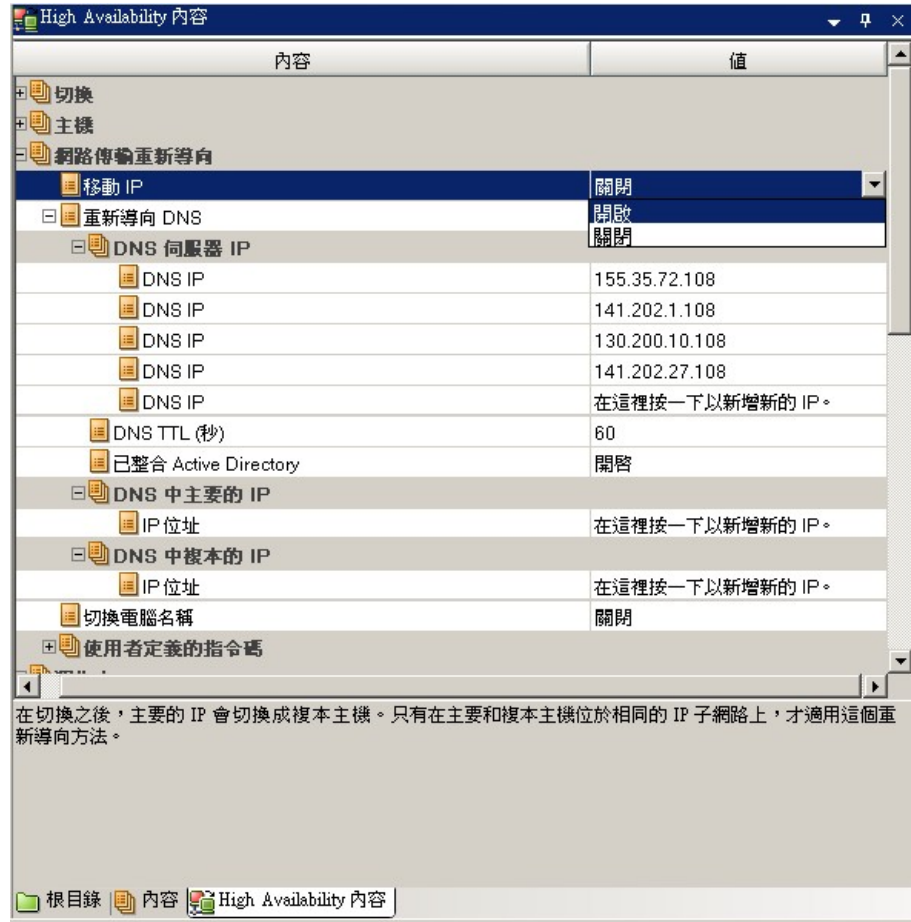 High Availability 內容
內容 值
切換
主機
網路傳輸重新導向
移動 IP 關閉
開啟
重新導向 DNS
關閉
DNS 伺服器 IP
DNS IP 155.35.72.108
DNS IP 141.202.1.108
DNS IP 130.200.10.108
DNS IP 141.202.27.108
DNS IP 在這裡按一下以新增新的 IP。
DNS TTL (秒) 60
已整合 Active Directory 開啟
DNS 中主要的 IP
IP 位址 在這裡按一下以新增新的 IP。
DNS 中複本的 IP
IP 位址 在這裡按一下以新增新的 IP。
切換電腦名稱 關閉
使用者定義的指令碼
在切換之後，主要的 IP 會切換成複本主機。只有在主要和複本主機位於相同的 IP 子網路上，才適用這個重
新導向方法。
根目錄 內容 High Availability 內容